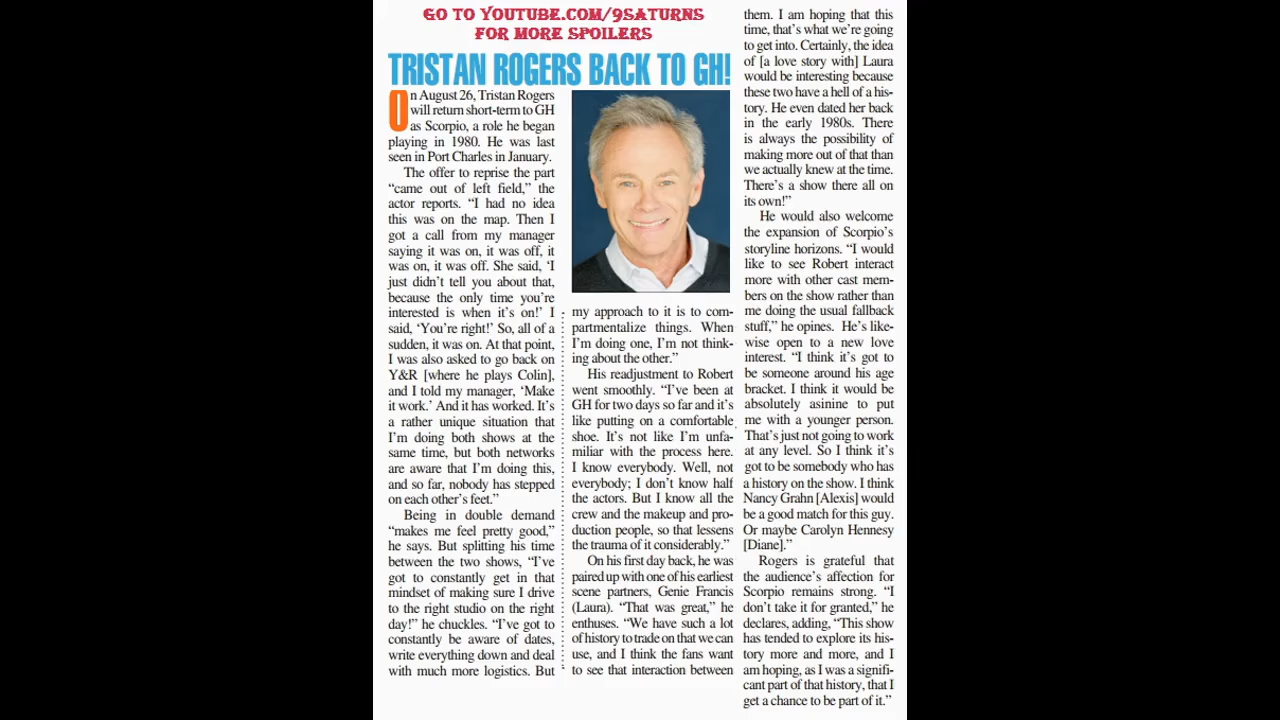 GO TO YOUTUBE.COM/9SATURNS
FOR MORE SPOILERS
TRISTAN ROGERS BACK TO GH!
On August 26, Tristan Rogers
will return short-term to GH
as Scorpio, a role he began
playing in 1980. He was last
seen in Port Charles in January.
The offer to reprise the part
“came out of left field,” the
actor reports. “I had no idea
this was on the map. Then I
got a call from my manager
saying it was on, it was off, it
was on, it was off. She said, ‘I
just didn’t tell you about that,
because the only time you’re
interested is when it’s on!’ I
said, ‘You’re right!’ So, all of a
sudden, it was on. At that point,
I was also asked to go back on
Y&R [where he plays Colin],
and I told my manager, ‘Make
it work.’ And it has worked. It’s
a rather unique situation that
I’m doing both shows at the
same time, but both networks
are aware that I’m doing this,
and so far, nobody has stepped
on each other’s feet.”
Being in double demand
“makes me feel pretty good,”
he says. But splitting his time
between the two shows, “I’ve
got to constantly get in that
mindset of making sure I drive
to the right studio on the right
day!” he chuckles. “I’ve got to
constantly be aware of dates,
write everything down and deal
with much more logistics. But
my approach to it is to com-
partmentalize things. When
I’m doing one, I’m not think-
ing about the other.”
His readjustment to Robert
went smoothly. “I’ve been at
GH for two days so far and it’s
like putting on a comfortable
shoe. It’s not like I’m unfa-
miliar with the process here.
I know everybody. Well, not
everybody; I don’t know half
the actors. But I know all the
crew and the makeup and pro-
duction people, so that lessens
the trauma of it considerably.”
On his first day back, he was
paired up with one of his earliest
scene partners, Genie Francis
(Laura). “That was great,” he
enthuses. “We have such a lot
of history to trade on that we can
use, and I think the fans want
to see that interaction between
them. I am hoping that this
time, that’s what we’re going
to get into. Certainly, the idea
of [a love story with] Laura
would be interesting because
these two have a hell of a his-
tory. He even dated her back
in the early 1980s. There
is always the possibility of
making more out of that than
we actually knew at the time.
There’s a show there all on
its own!”
He would also welcome
the expansion of Scorpio’s
storyline horizons. “I would
like to see Robert interact
more with other cast mem-
bers on the show rather than
me doing the usual fallback
stuff,” he opines. He’s like-
wise open to a new love
interest. “I think it’s got to
be someone around his age
bracket. I think it would be
absolutely asinine to put
me with a younger person.
That’s just not going to work
at any level. So I think it’s
got to be somebody who has
a history on the show. I think
Nancy Grahn [Alexis] would
be a good match for this guy.
Or maybe Carolyn Hennesy
[Diane].”
Rogers is grateful that
the audience’s affection for
Scorpio remains strong. “I
don’t take it for granted,” he
declares, adding, “This show
has tended to explore its his-
tory more and more, and I
am hoping, as I was a signifi-
cant part of that history, that I
get a chance to be part of it.”